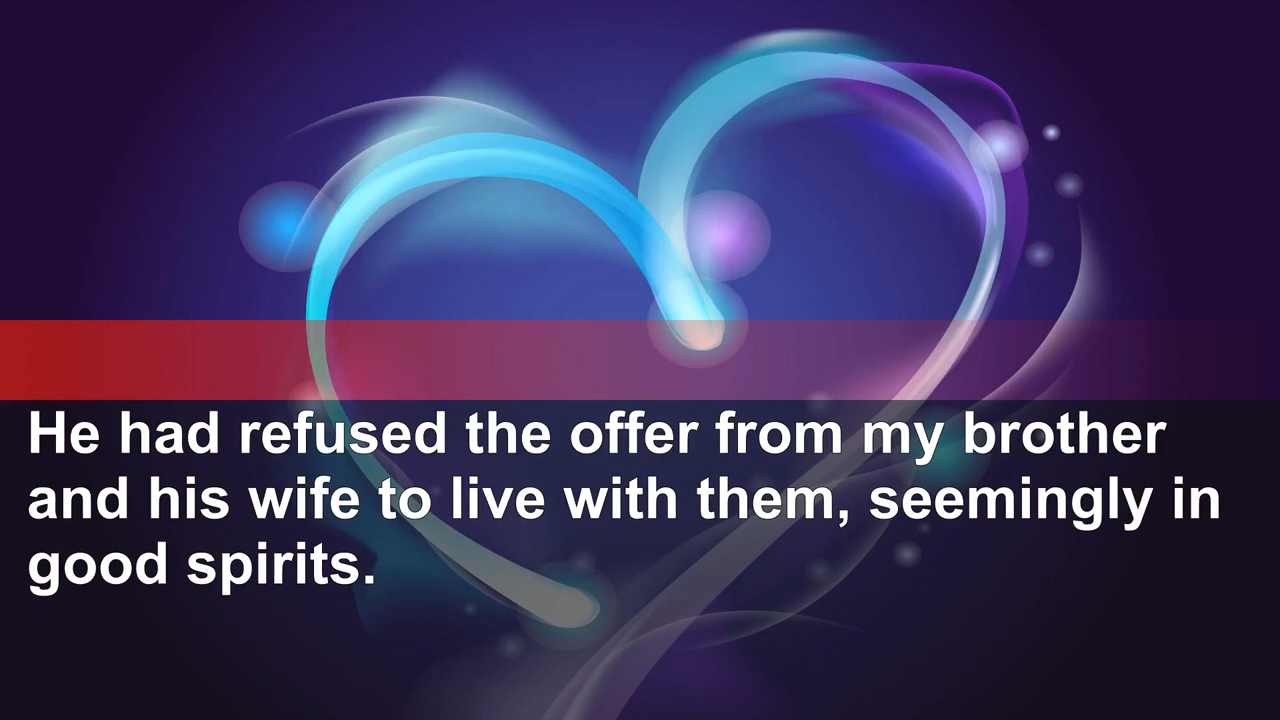 He had refused the offer from my brother
and his wife to live with them, seemingly in
good spirits.